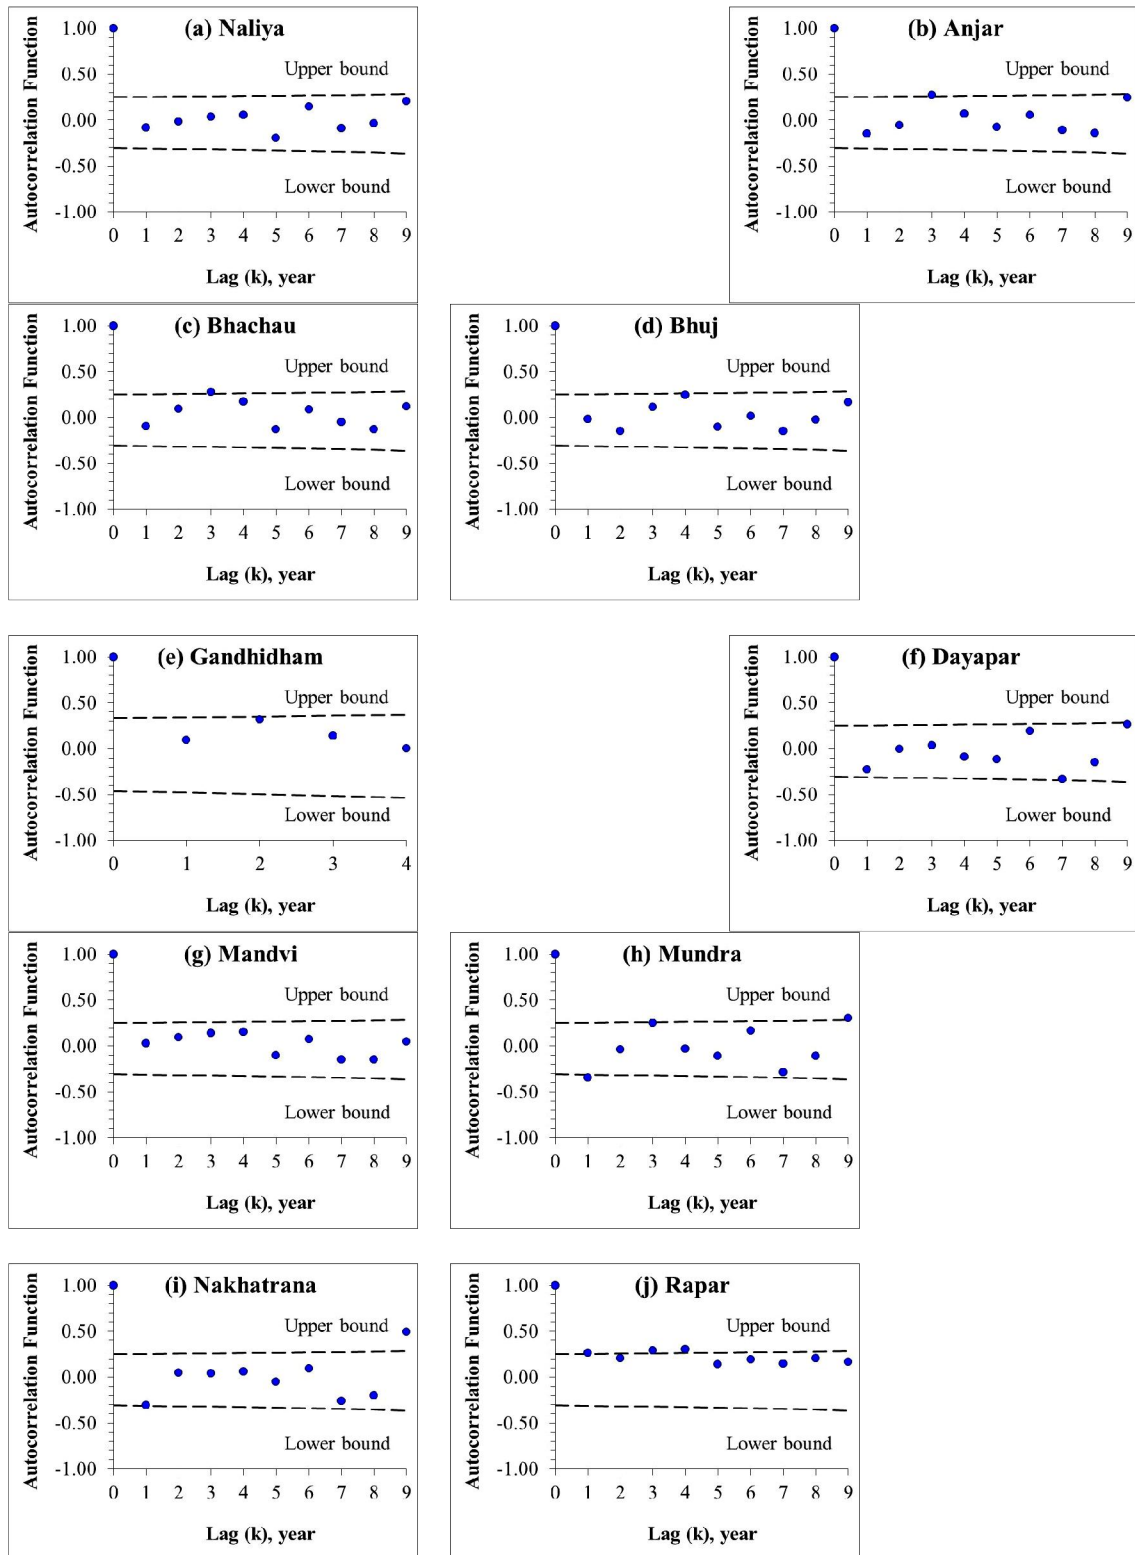 (a) Naliya
Autocorrelation Function
1.00
0.50
0.00
-0.50
-1.00
Upper bound
Lower bound
0 1 2 3 4 5 6 7 8 9
Lag (k), year
(b) Anjar
Autocorrelation Function
1.00
0.50
0.00
-0.50
-1.00
Upper bound
Lower bound
0 1 2 3 4 5 6 7 8 9
Lag (k), year
(c) Bhachau
Autocorrelation Function
1.00
0.50
0.00
-0.50
-1.00
Upper bound
Lower bound
0 1 2 3 4 5 6 7 8 9
Lag (k), year
(d) Bhuj
Autocorrelation Function
1.00
0.50
0.00
-0.50
-1.00
Upper bound
Lower bound
0 1 2 3 4 5 6 7 8 9
Lag (k), year
(e) Gandhidham
Autocorrelation Function
1.00
0.50
0.00
-0.50
-1.00
Upper bound
Lower bound
0 1 2 3 4
Lag (k), year
(f) Dayapar
Autocorrelation Function
1.00
0.50
0.00
-0.50
-1.00
Upper bound
Lower bound
0 1 2 3 4 5 6 7 8 9
Lag (k), year
(g) Mandvi
Autocorrelation Function
1.00
0.50
0.00
-0.50
-1.00
Upper bound
Lower bound
0 1 2 3 4 5 6 7 8 9
Lag (k), year
(h) Mundra
Autocorrelation Function
1.00
0.50
0.00
-0.50
-1.00
Upper bound
Lower bound
0 1 2 3 4 5 6 7 8 9
Lag (k), year
(i) Nakhatrana
Autocorrelation Function
1.00
0.50
0.00
-0.50
-1.00
Upper bound
Lower bound
0 1 2 3 4 5 6 7 8 9
Lag (k), year
(j) Rapar
Autocorrelation Function
1.00
0.50
0.00
-0.50
-1.00
Upper bound
Lower bound
0 1 2 3 4 5 6 7 8 9
Lag (k), year